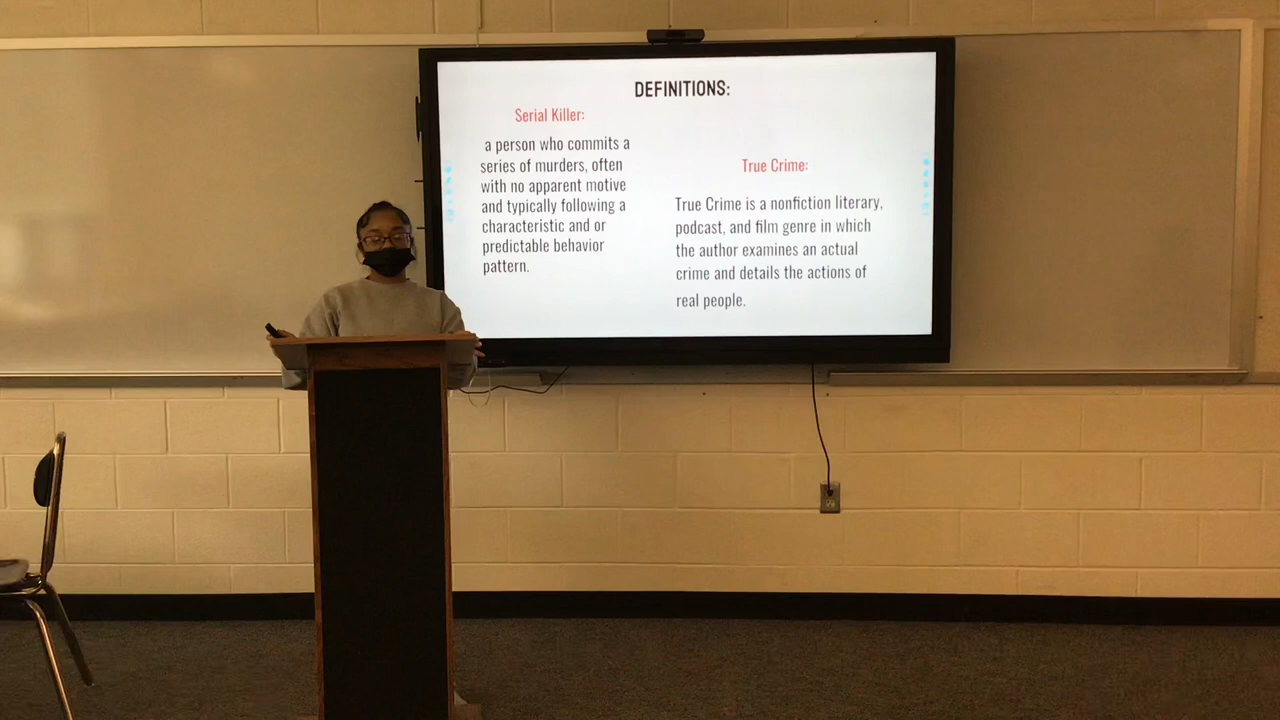 DEFINITIONS:
Serial Killer:
a person who commits a
series of murders, often
with no apparent motive
and typically following a
characteristic and or
predictable behavior
pattern.
True Crime:
True Crime is a nonfiction literary,
podcast, and film genre in which
the author examines an actual
crime and details the actions of
real people.